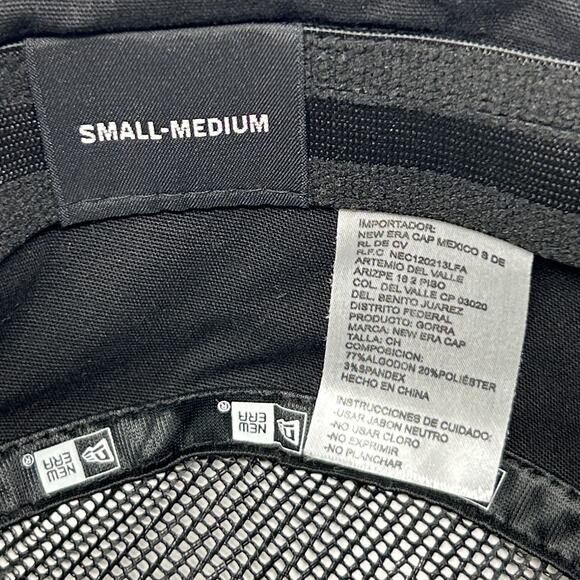 SMALL-MEDIUM
IMPORTADOR:
NEW ERA CAP MEXICO S DE
RL DE CV
R.F.C NEC120213LFA
ARTEMIO DEL VALLE
ARIZPE 16 2 PISO
COL. DEL VALLE CP 03020
DEL. BENITO JUAREZ
DISTRITO FEDERAL
PRODUCTO: GORRA
MARCA: NEW ERA CAP
TALLA: CH
COMPOSICION:
77%ALGODON 20%POLIÉSTER
3%SPANDEX
HECHO EN CHINA
INSTRUCCIONES DE CUIDADO:
-USAR JABON NEUTRO
-NO USAR CLORO
-NO EXPRIMIR
-NO PLANCHAR
NEW
ERA
®
NEW
ERA
®